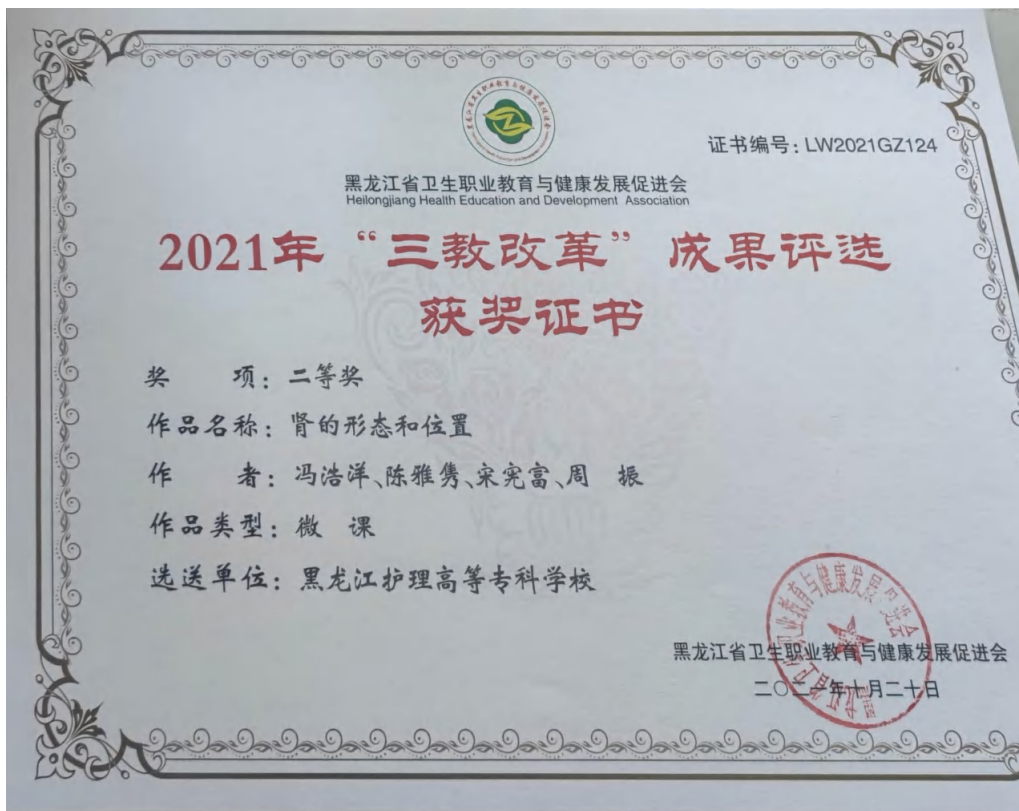 证书编号：LW2021GZ124
黑龙江省卫生职业教育与健康发展促进会
Heilongjiang Health Education and Development Association
2021年“三教改革”成果评选
获奖证书
奖 项：二等奖
作品名称：肾的形态和位置
作 者：冯浩洋、陈雅隽、宋宪富、周 振
作品类型：微 课
选送单位：黑龙江护理高等专科学校
黑龙江省卫生职业教育与健康发展促进会
二〇二一年十月二十日